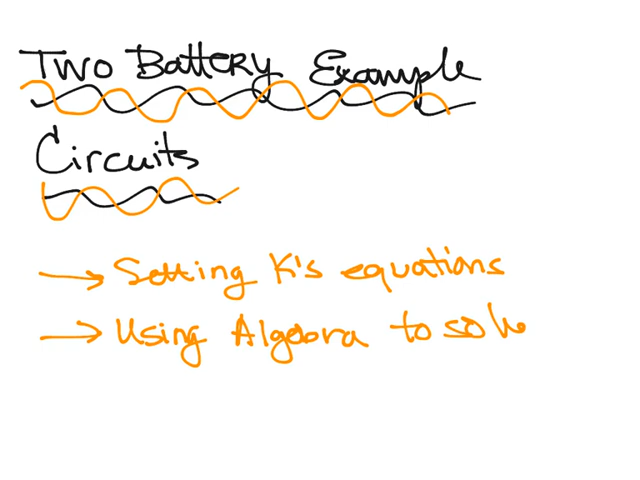 Two Battery Example
Circuits
→ Setting K's equations
→ Using Algebra to solve